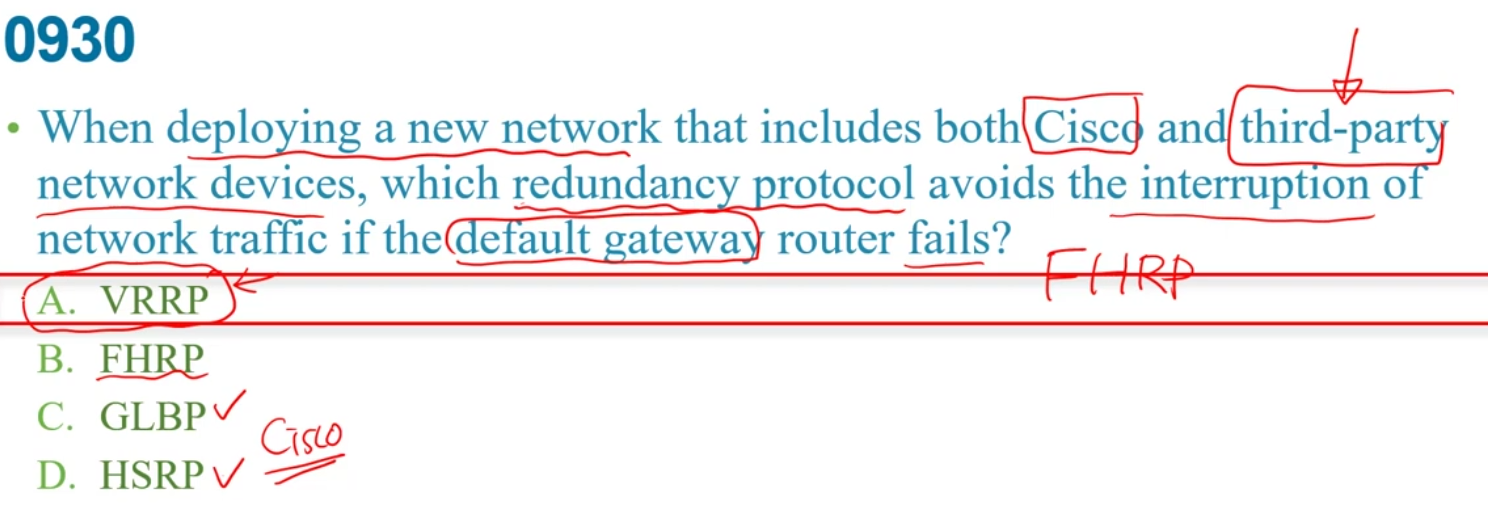 0930
• When deploying a new network that includes both Cisco and third-party
network devices, which redundancy protocol avoids the interruption of
network traffic if the default gateway router fails?
FHRP
A. VRRP
B. FHRP
C. GLBP
Cisco
D. HSRP